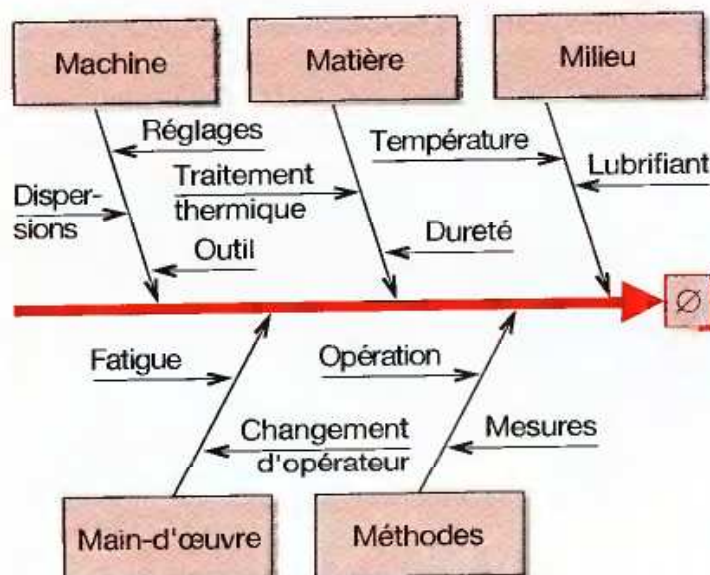 Machine
Matière
Milieu
Réglages
Température
Lubrifiant
Traitement
thermique
Disper-
sions
Outil
Dureté
Ø
Fatigue
Opération
Changement
d'opérateur
Mesures
Main-d'œuvre
Méthodes